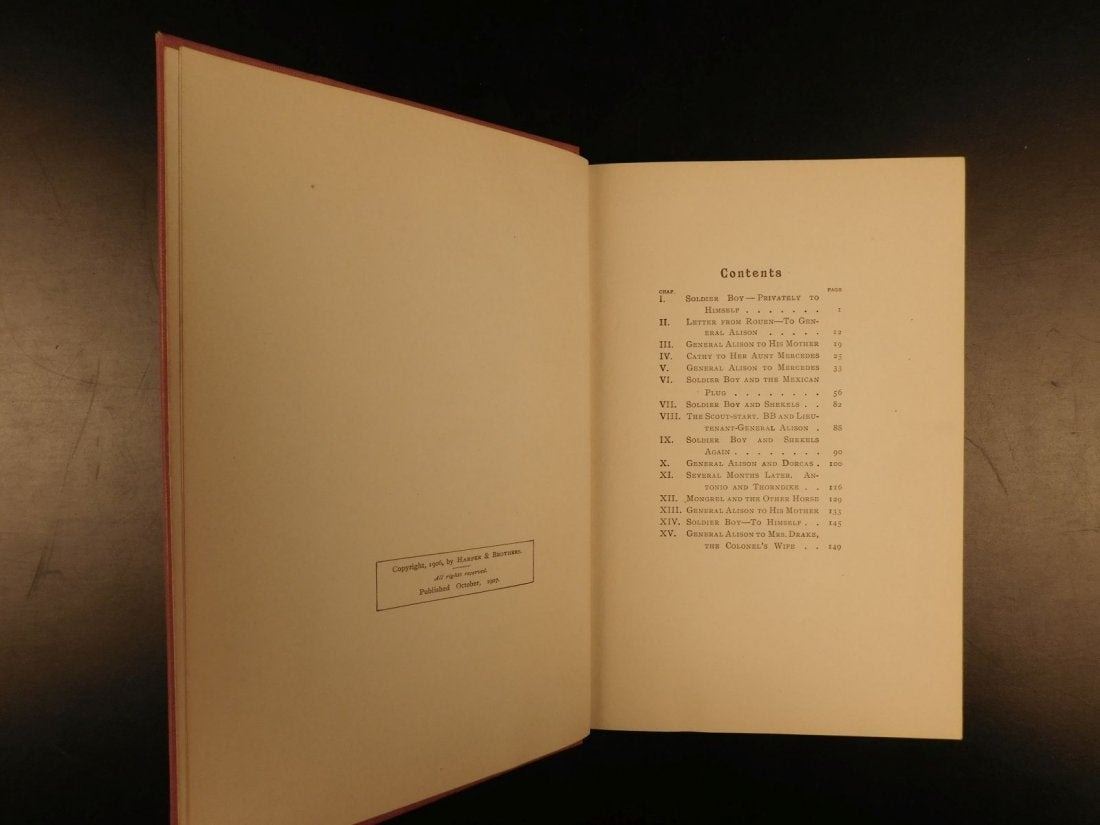 Copyright, 1906, by Harper & Brothers.
All rights reserved.
Published October, 1907.
Contents
CHAP. PAGE
I. Soldier Boy—Privately to
Himself . . . . . . . 1
II. Letter from Rouen—To Gen-
eral Alison . . . . . 12
III. General Alison to His Mother 19
IV. Cathy to Her Aunt Mercedes 25
V. General Alison to Mercedes 33
VI. Soldier Boy and the Mexican
Plug . . . . . . . . 56
VII. Soldier Boy and Shekels . . 82
VIII. The Scout-start. BB and Lieu-
tenant-General Alison . 88
IX. Soldier Boy and Shekels
Again . . . . . . . . 90
X. General Alison and Dorcas . 100
XI. Several Months Later. An-
tonio and Thorndike . . 116
XII. Mongrel and the Other Horse 129
XIII. General Alison to His Mother 133
XIV. Soldier Boy—To Himself . . 145
XV. General Alison to Mrs. Drake,
the Colonel's Wife . . 149